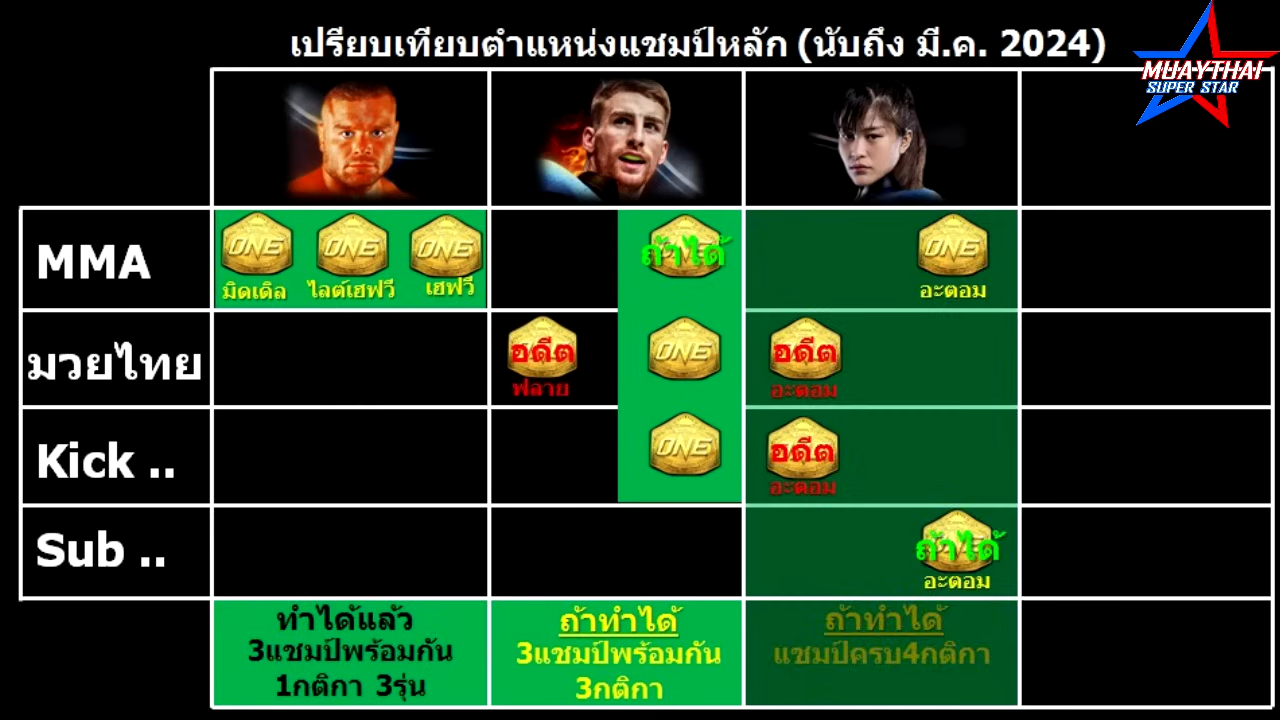 เปรียบเทียบตำแหน่งแชมป์หลัก (นับถึง มี.ค. 2024)
MUAYTHAI
SUPER STAR
MMA
ONE ONE ONE
มิดเดิล ไลต์เฮฟวี เฮฟวี
ถ้าได้
ONE
อะตอม
มวยไทย
อดีต
ฟลาย
ONE
อดีต
อะตอม
Kick ..
ONE
อดีต
อะตอม
Sub ..
ถ้าได้
อะตอม
ทำได้แล้ว
3แชมป์พร้อมกัน
1กติกา 3รุ่น
ถ้าทำได้
3แชมป์พร้อมกัน
3กติกา
ถ้าทำได้
แชมป์ครบ4กติกา